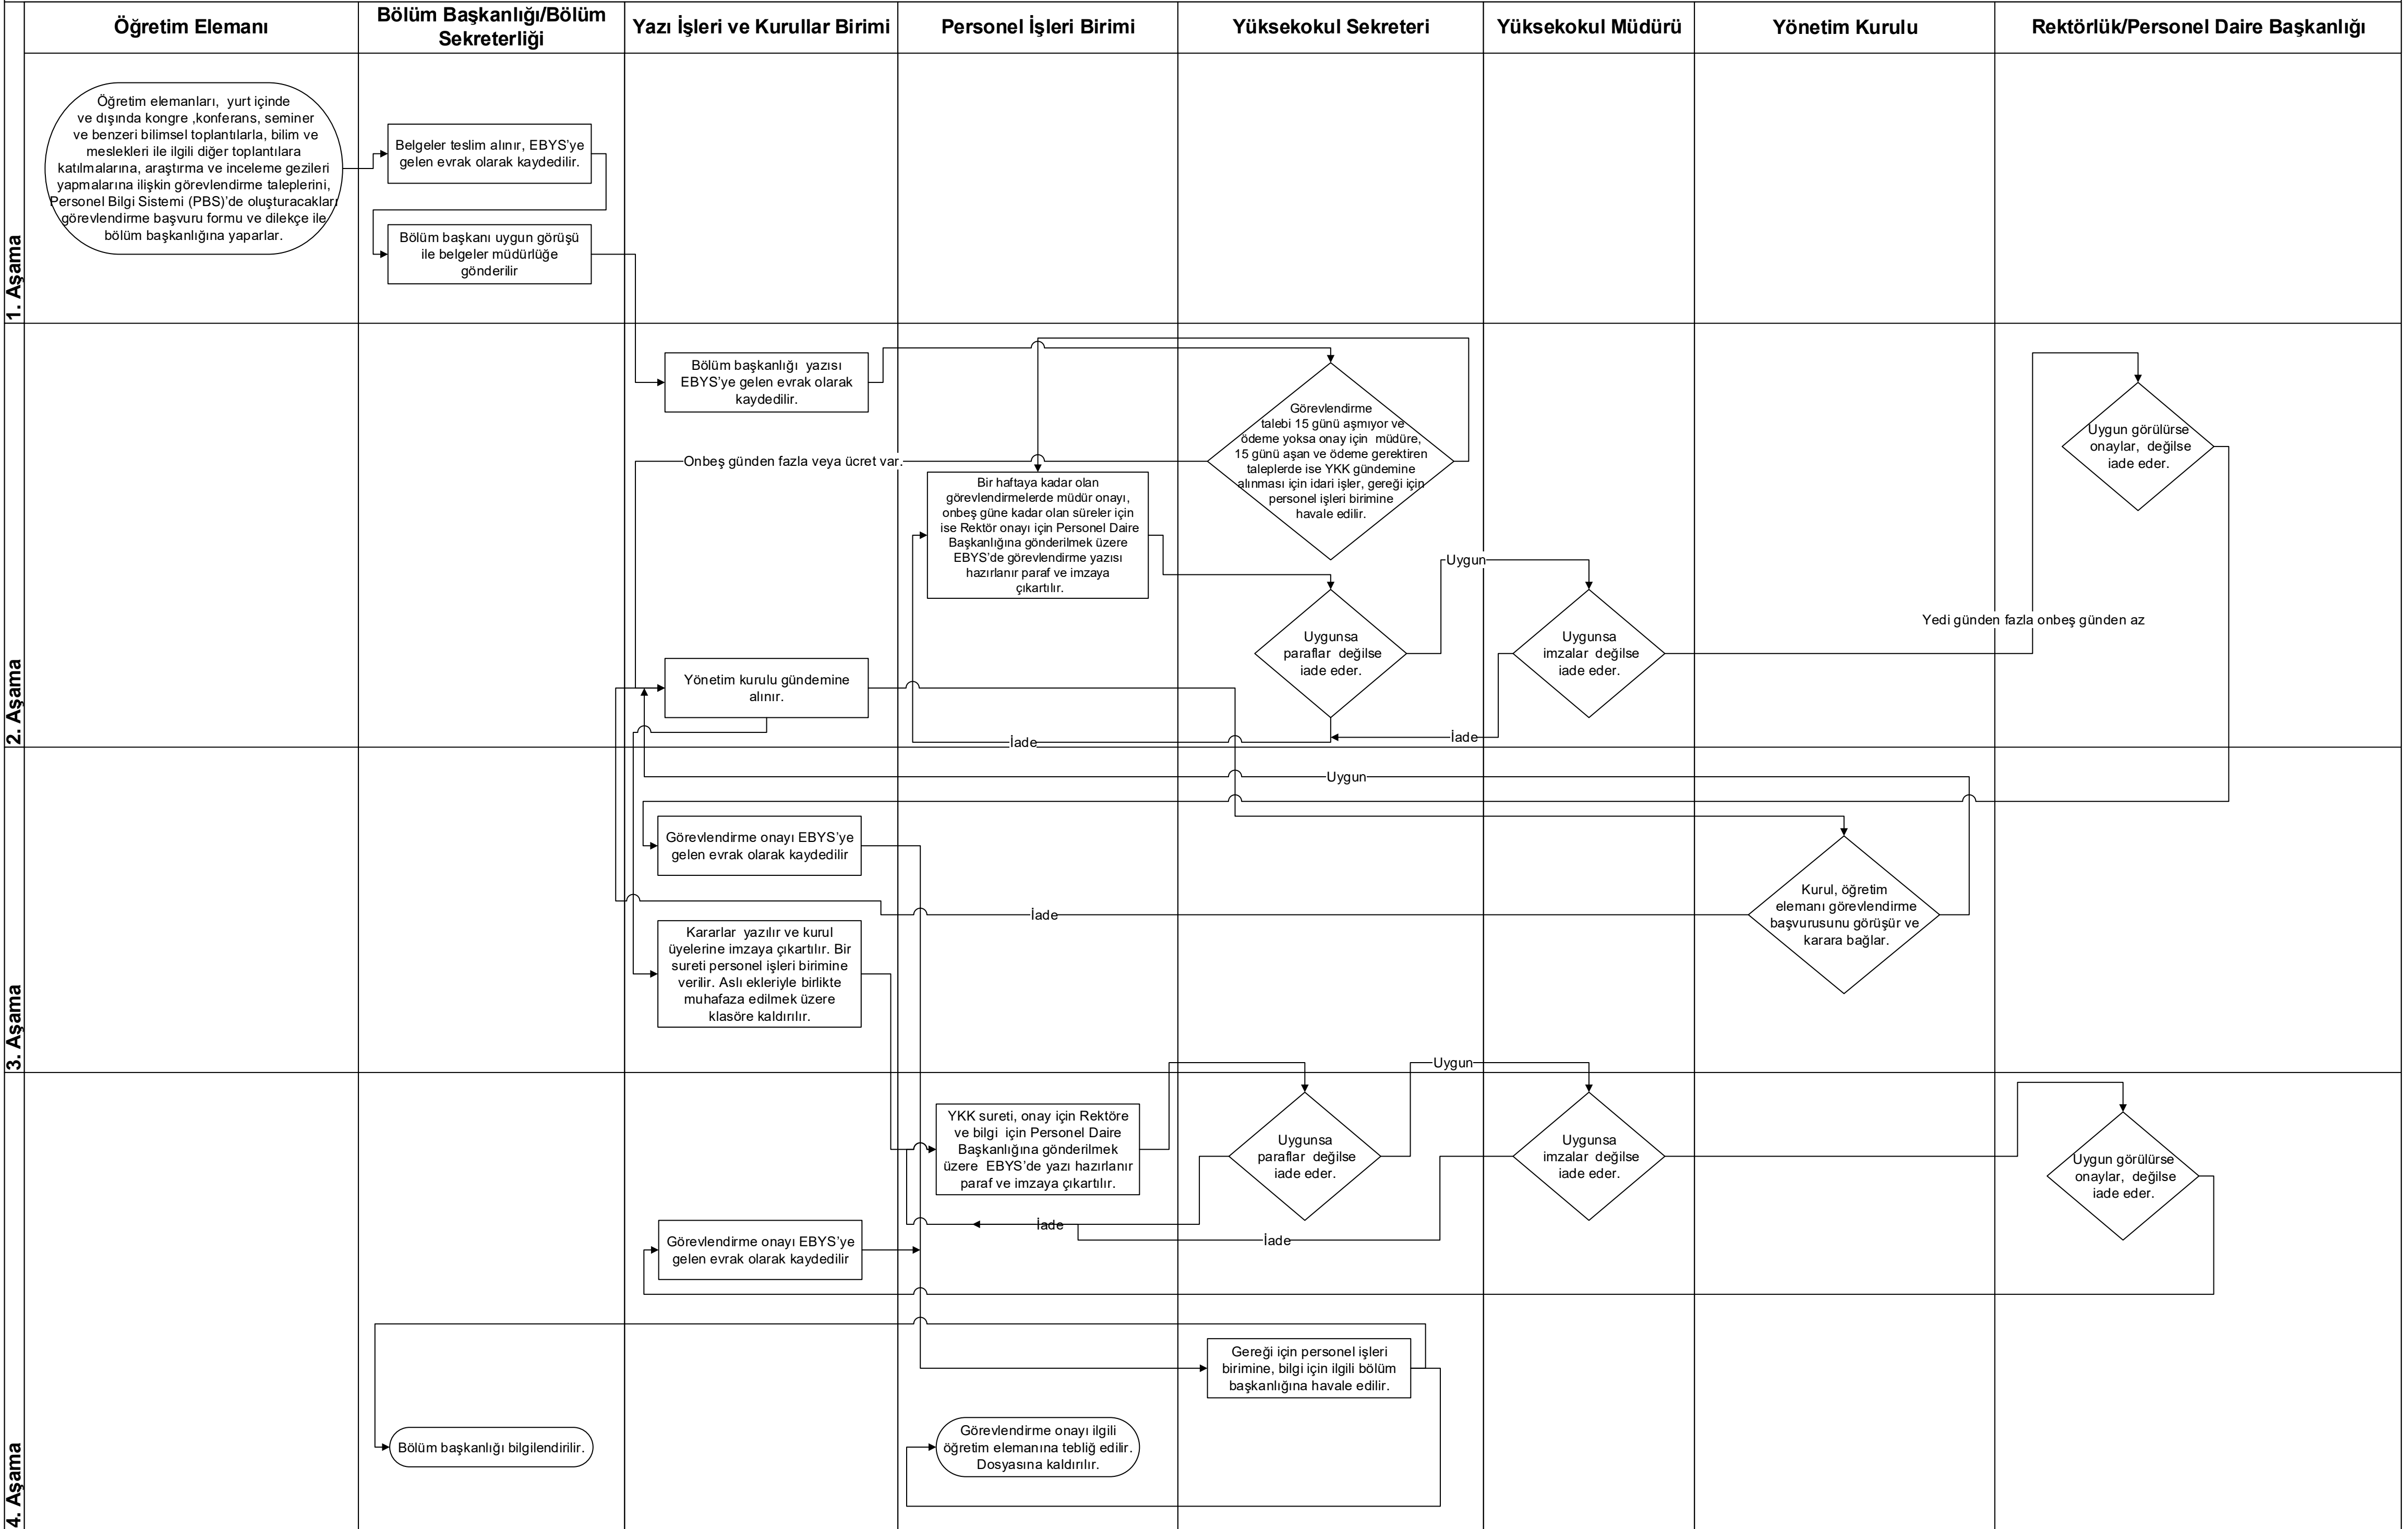 Öğretim Elemanı
Bölüm Başkanlığı/Bölüm
Sekreterliği
Yazı İşleri ve Kurullar Birimi
Personel İşleri Birimi
Yüksekokul Sekreteri
Yüksekokul Müdürü
Yönetim Kurulu
Rektörlük/Personel Daire Başkanlığı
1. Aşama
Öğretim elemanları,  yurt içinde
ve dışında kongre ,konferans, seminer
ve benzeri bilimsel toplantılarla, bilim ve
meslekleri ile ilgili diğer toplantılara
katılmalarına, araştırma ve inceleme gezileri
yapmalarına ilişkin görevlendirme taleplerini,
Personel Bilgi Sistemi (PBS)’de oluşturacakları
görevlendirme başvuru formu ve dilekçe ile
bölüm başkanlığına yaparlar.
Belgeler teslim alınır, EBYS’ye
gelen evrak olarak kaydedilir.
Bölüm başkanı uygun görüşü
ile belgeler müdürlüğe
gönderilir
2. Aşama
Bölüm başkanlığı  yazısı
EBYS’ye gelen evrak olarak
kaydedilir.
Görevlendirme
talebi 15 günü aşmıyor ve
ödeme yoksa onay için  müdüre,
15 günü aşan ve ödeme gerektiren
taleplerde ise YKK gündemine
alınması için idari işler, gereği için
personel işleri birimine
havale edilir.
Onbeş günden fazla veya ücret var.
Bir haftaya kadar olan
görevlendirmelerde müdür onayı,
onbeş güne kadar olan süreler için
ise Rektör onayı için Personel Daire
Başkanlığına gönderilmek üzere
EBYS’de görevlendirme yazısı
hazırlanır paraf ve imzaya
çıkartılır.
Uygun görülürse
onaylar,  değilse
iade eder.
Uygun
Uygunsa
paraflar  değilse
iade eder.
Uygunsa
imzalar  değilse
iade eder.
Yedi günden fazla onbeş günden az
Yönetim kurulu gündemine
alınır.
İade
İade
3. Aşama
Uygun
Görevlendirme onayı EBYS’ye
gelen evrak olarak kaydedilir
İade
Kurul, öğretim
elemanı görevlendirme
başvurusunu görüşür ve
karara bağlar.
Kararlar  yazılır ve kurul
üyelerine imzaya çıkartılır. Bir
sureti personel işleri birimine
verilir. Aslı ekleriyle birlikte
muhafaza edilmek üzere
klasöre kaldırılır.
Uygun
4. Aşama
YKK sureti, onay için Rektöre
ve bilgi  için Personel Daire
Başkanlığına gönderilmek
üzere  EBYS’de yazı hazırlanır
paraf ve imzaya çıkartılır.
Uygunsa
paraflar  değilse
iade eder.
Uygunsa
imzalar  değilse
iade eder.
Uygun görülürse
onaylar,  değilse
iade eder.
İade
İade
Görevlendirme onayı EBYS’ye
gelen evrak olarak kaydedilir
Gereği için personel işleri
birimine, bilgi için ilgili bölüm
başkanlığına havale edilir.
Bölüm başkanlığı bilgilendirilir.
Görevlendirme onayı ilgili
öğretim elemanına tebliğ edilir.
Dosyasına kaldırılır.